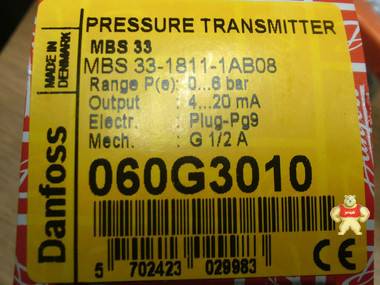 PRESSURE TRANSMITTER
MBS 33
MBS 33-1811-1AB08
Range P(e): 0...6 bar
Output : 4...20 mA
Electr. : Plug-Pg9
Mech. : G 1/2 A
060G3010
Danfoss
MADE IN
DENMARK
5 702423 029983
CE